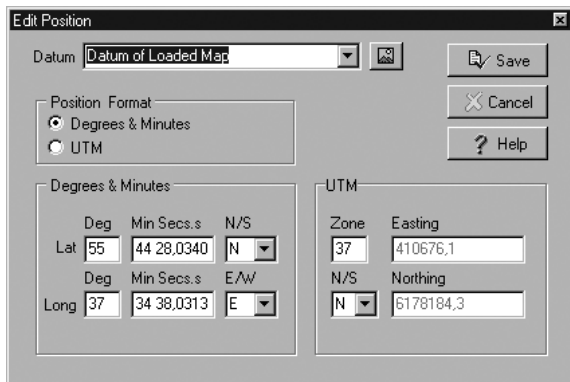 Edit Position
Datum Datum of Loaded Map
Save
Position Format
Degrees & Minutes
UTM
Cancel
? Help
Degrees & Minutes
Deg Min Secs.s N/S
Lat 55 44 28,0340 N
Deg Min Secs.s E/W
Long 37 34 38,0313 E
UTM
Zone Easting
37 410676,1
N/S Northing
N 6178184,3